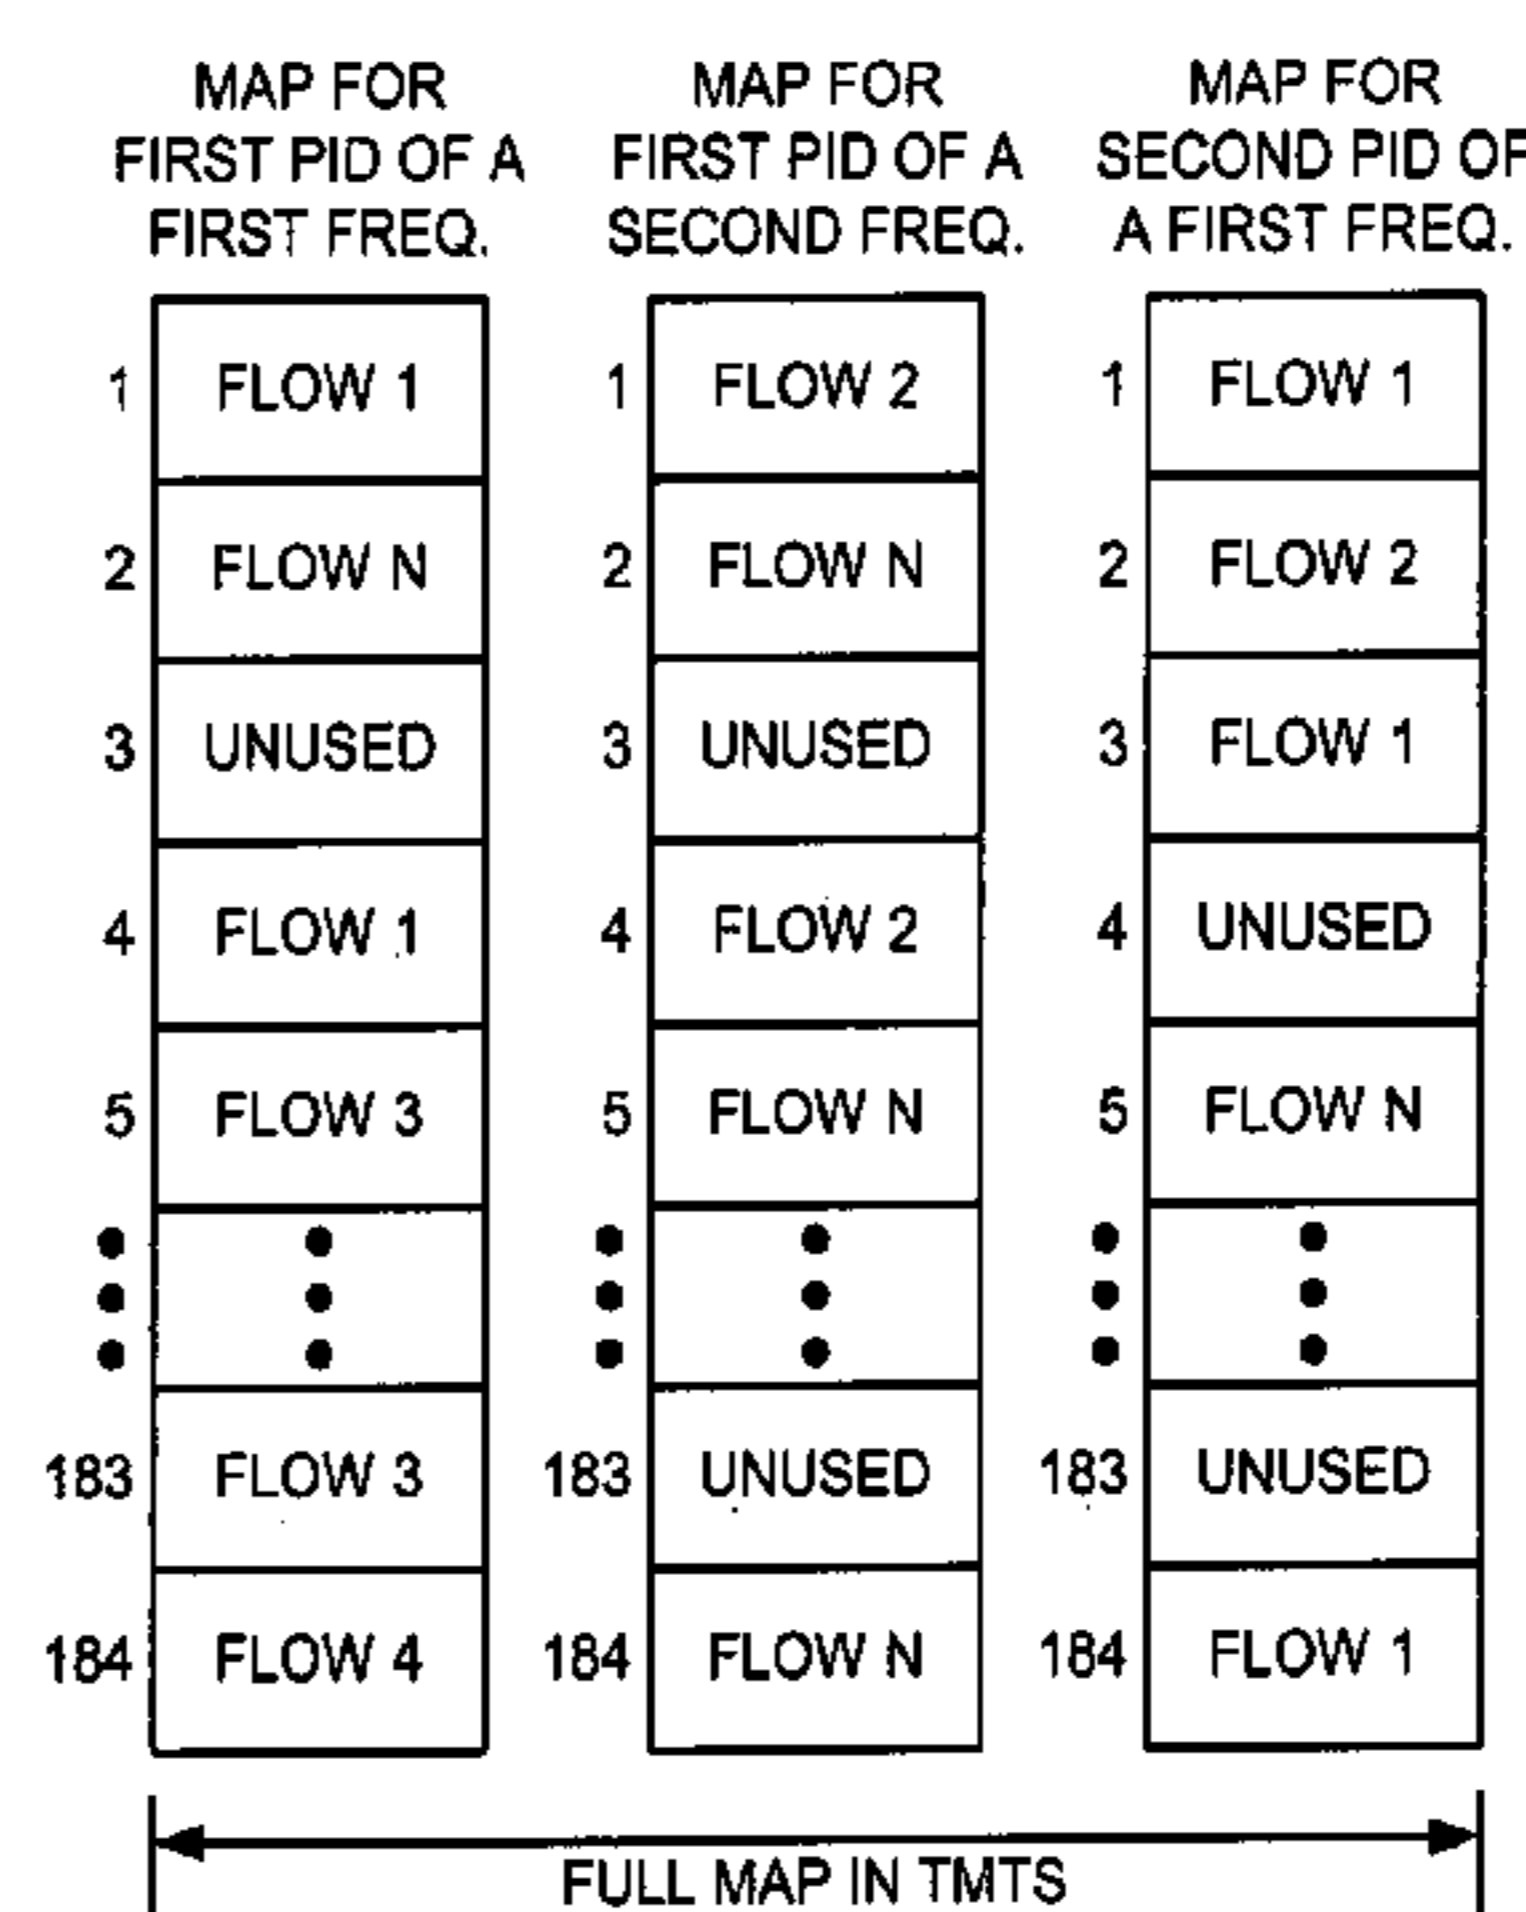 MAP FOR
FIRST PID OF A
FIRST FREQ.
1 FLOW 1
2 FLOW N
3 UNUSED
4 FLOW 1
5 FLOW 3
183 FLOW 3
184 FLOW 4
MAP FOR
FIRST PID OF A
SECOND FREQ.
1 FLOW 2
2 FLOW N
3 UNUSED
4 FLOW 2
5 FLOW N
183 UNUSED
184 FLOW N
MAP FOR
SECOND PID OF
A FIRST FREQ.
1 FLOW 1
2 FLOW 2
3 FLOW 1
4 UNUSED
5 FLOW N
183 UNUSED
184 FLOW 1
FULL MAP IN TMTS